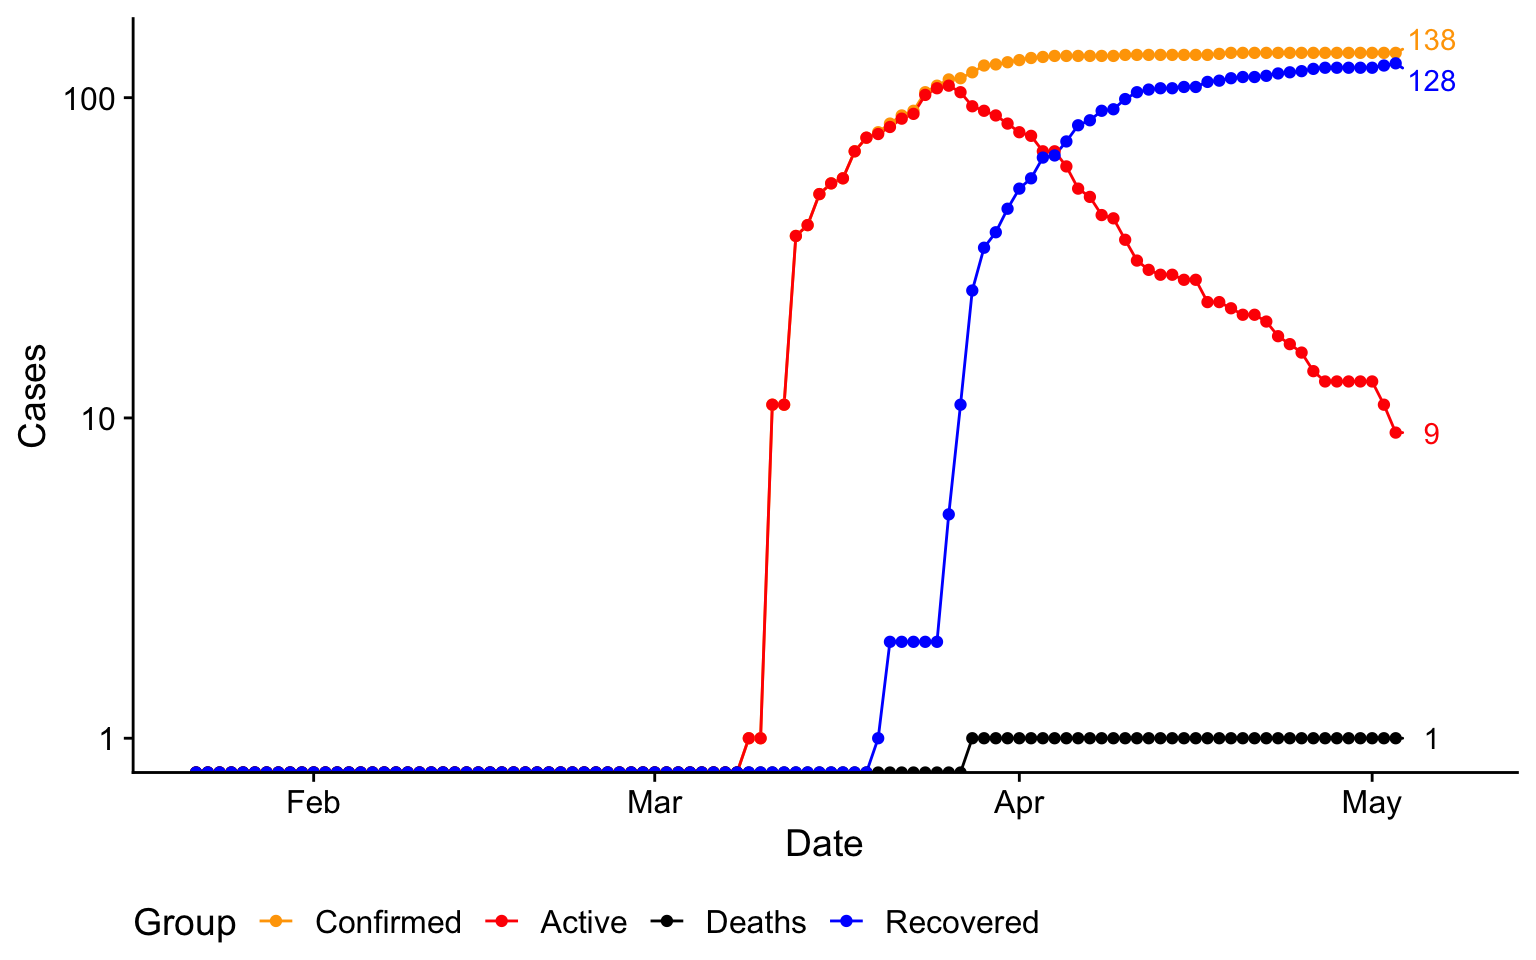 138
128
100
10
9
1
1
Feb Mar Apr May
Date
Cases
Group Confirmed Active Deaths Recovered